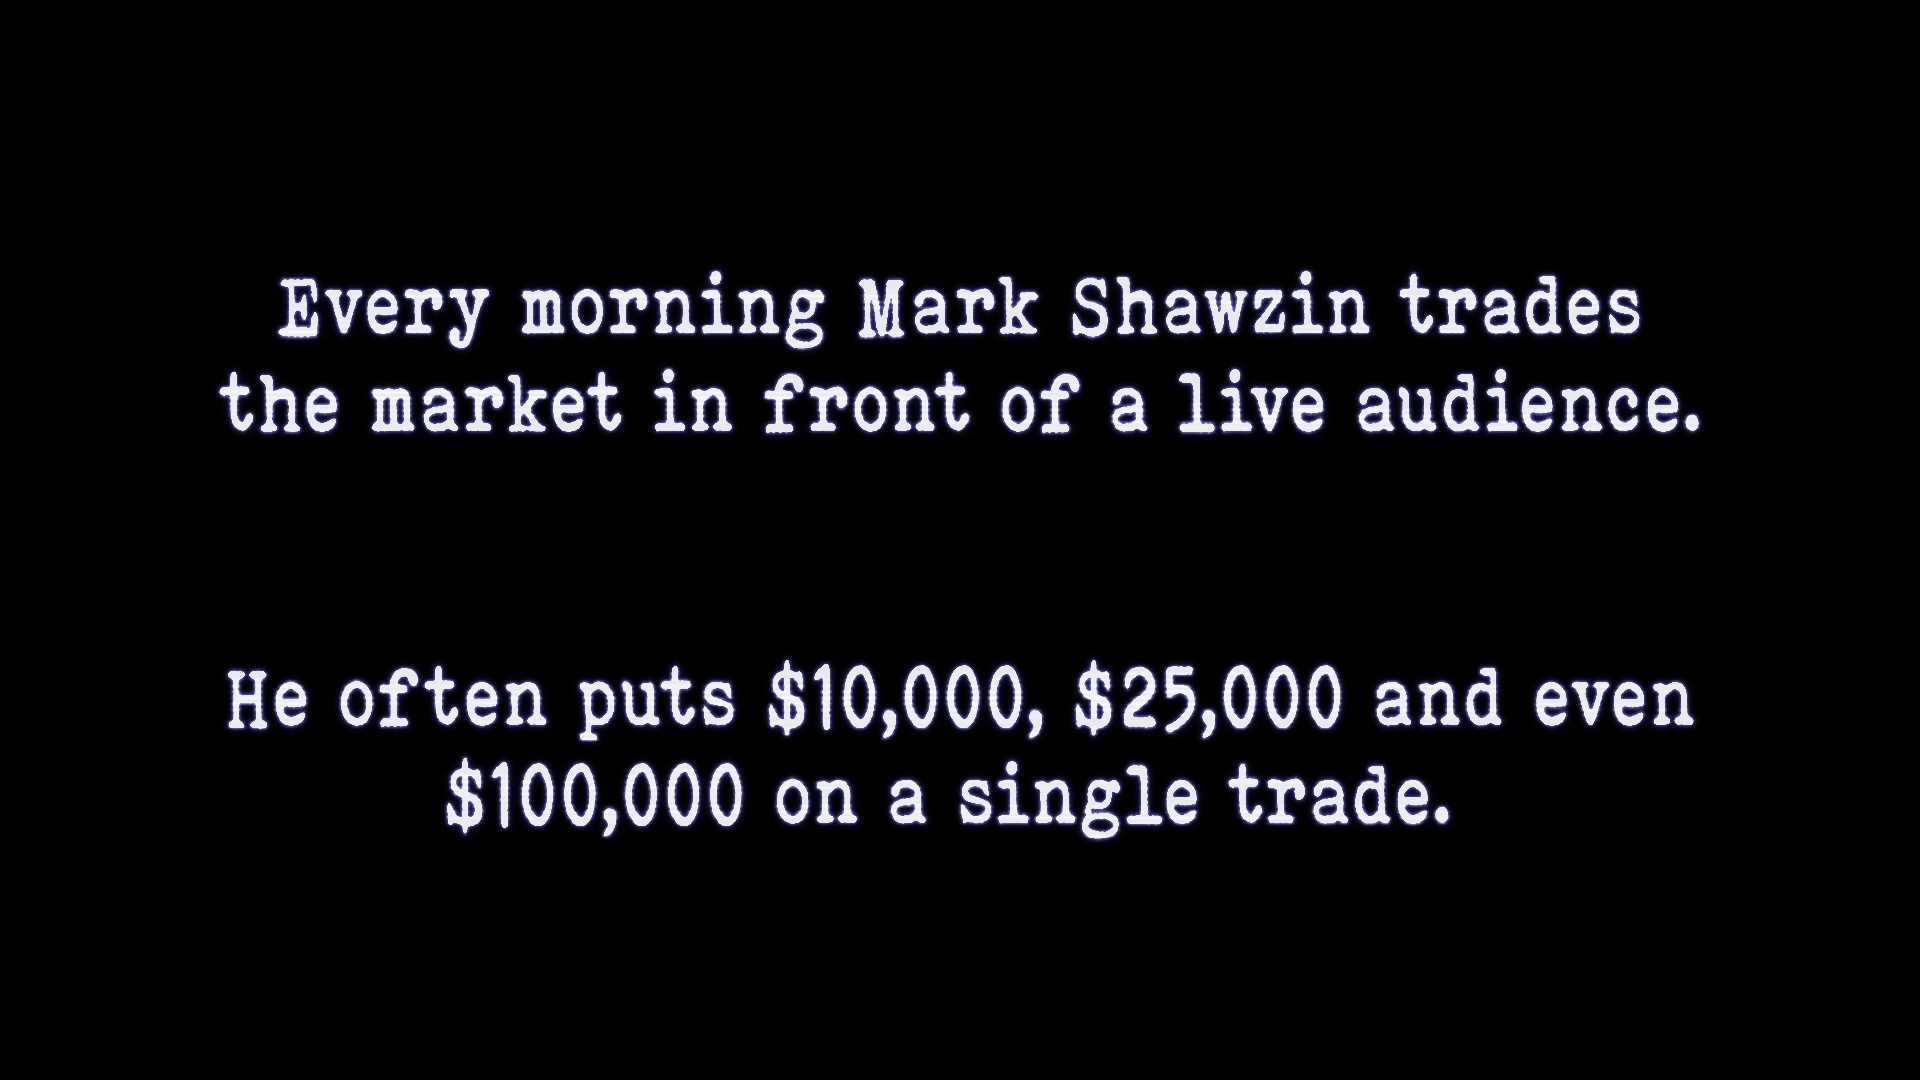 Every morning Mark Shawzin trades
the market in front of a live audience.
He often puts $10,000, $25,000 and even
$100,000 on a single trade.